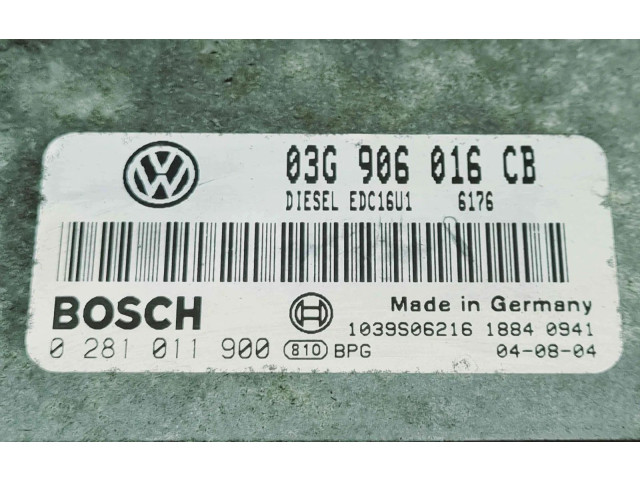 03G 906 016 CB
DIESEL EDC16U1 6176
BOSCH
Made in Germany
1039S06216 1884 0941
0 281 011 900 810 BPG 04-08-04